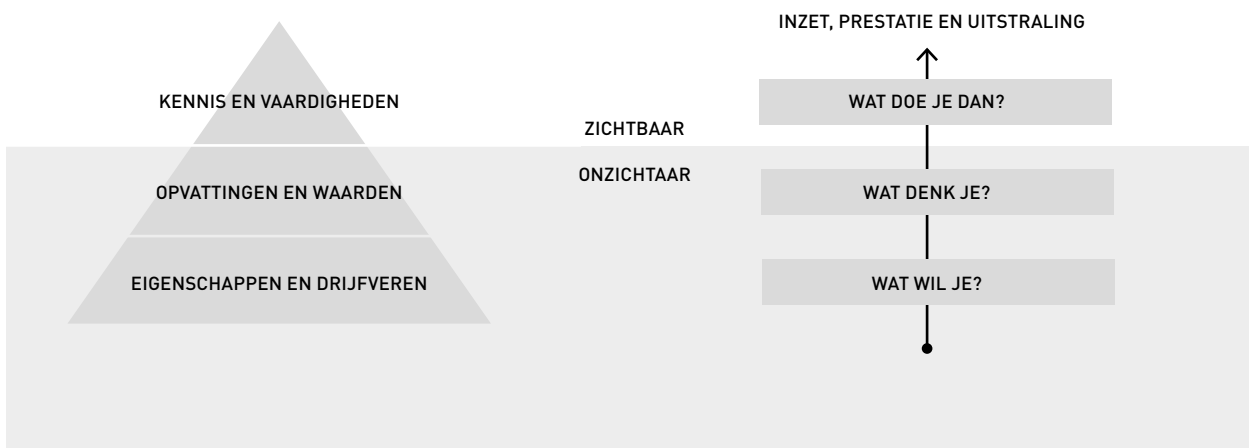 INZET, PRESTATIE EN UITSTRALING
KENNIS EN VAARDIGHEDEN
WAT DOE JE DAN?
ZICHTBAAR
ONZICHTAAR
OPVATTINGEN EN WAARDEN
WAT DENK JE?
EIGENSCHAPPEN EN DRIJFVEREN
WAT WIL JE?